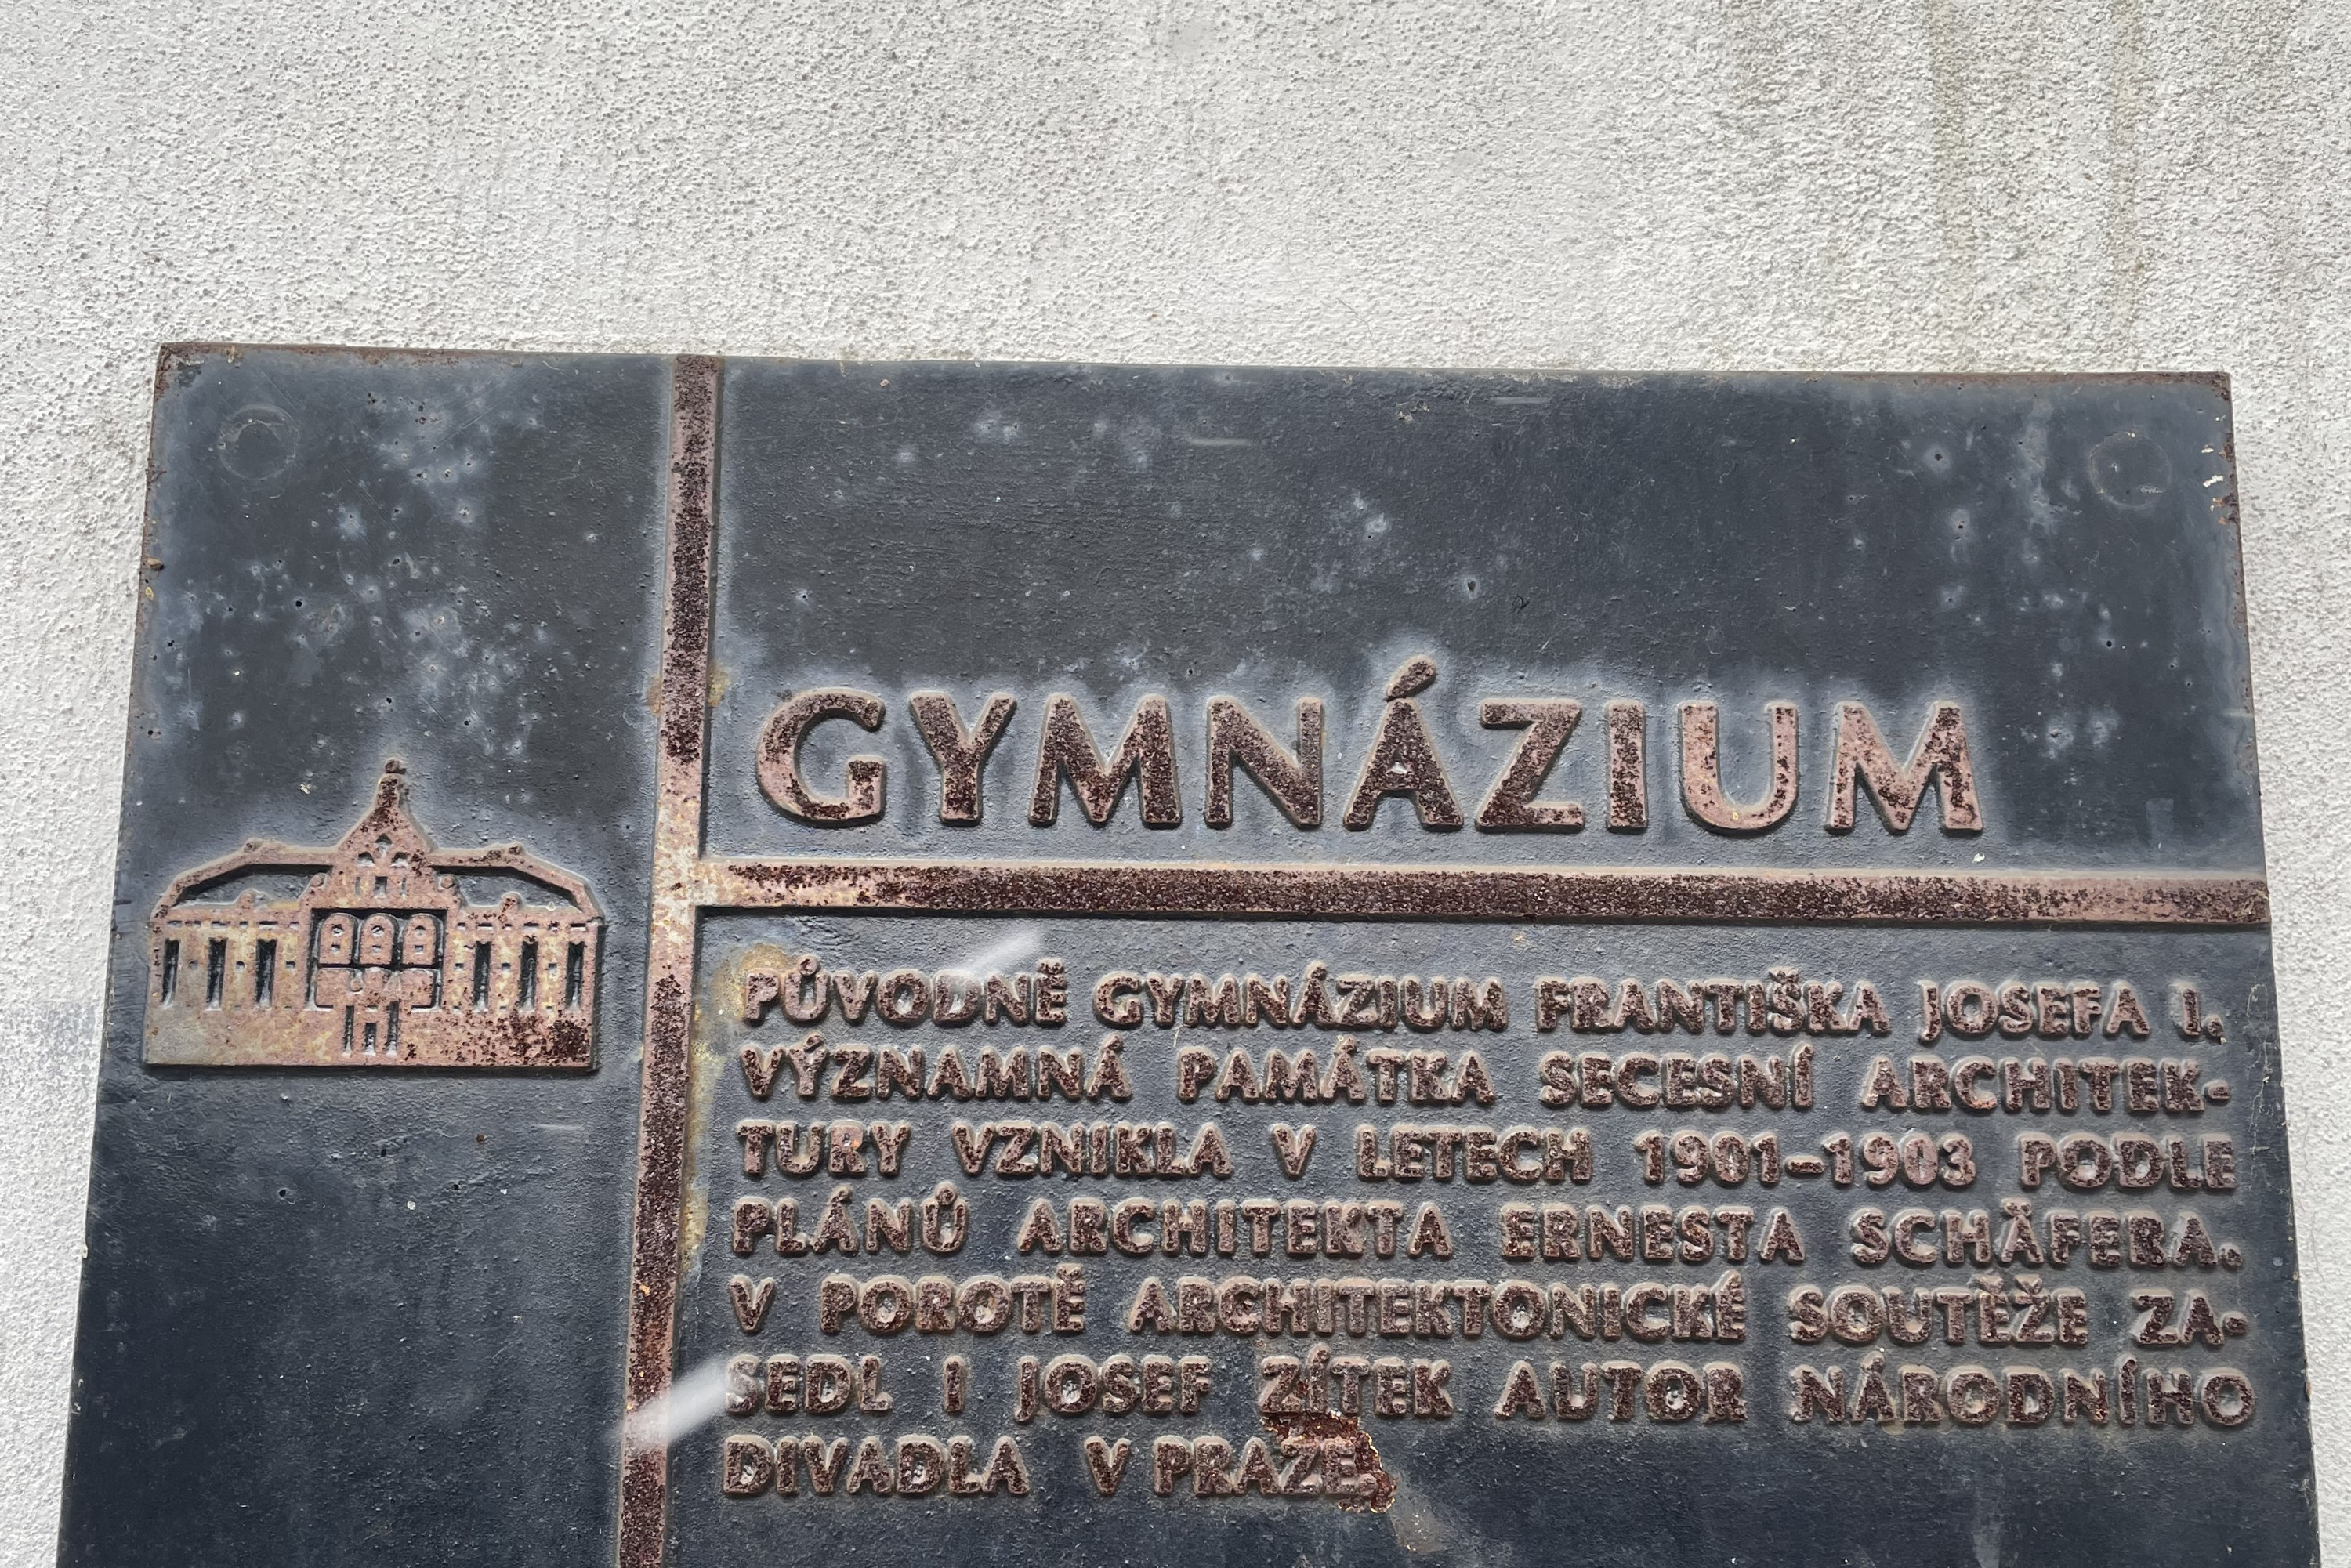 GYMNÁZIUM
PŮVODNĚ GYMNÁZIUM FRANTIŠKA JOSEFA I.
VÝZNAMNÁ PAMÁTKA SECESNÍ ARCHITEK-
TURY VZNIKLA V LETECH 1901–1903 PODLE
PLÁNŮ ARCHITEKTA ERNESTA SCHÄFERA.
V POROTĚ ARCHITEKTONICKÉ SOUTĚŽE ZA-
SEDL I JOSEF ZÍTEK AUTOR NÁRODNÍHO
DIVADLA V PRAZE.